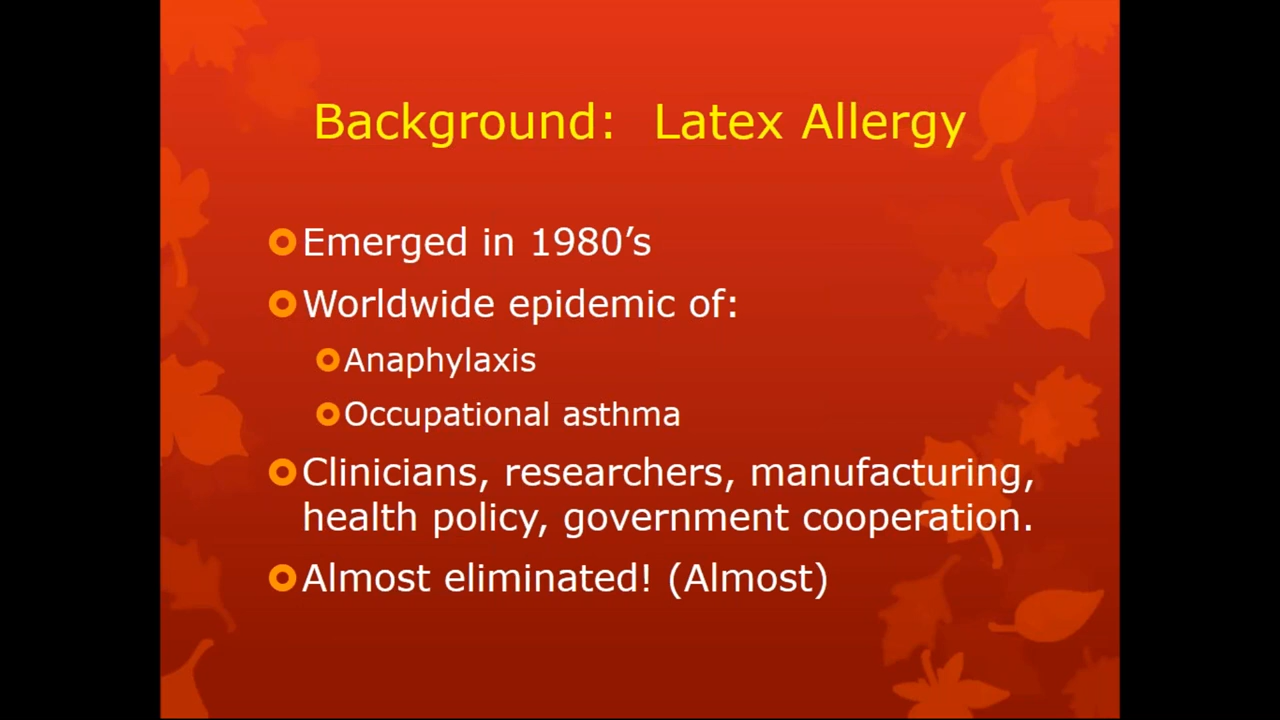 Background:  Latex Allergy
Emerged in 1980’s
Worldwide epidemic of:
Anaphylaxis
Occupational asthma
Clinicians, researchers, manufacturing,
health policy, government cooperation.
Almost eliminated! (Almost)